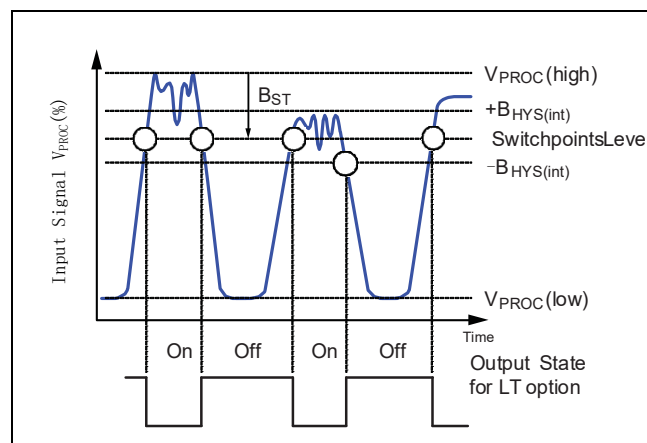 Input Signal VPROC(%)
VPROC(high)
BST
+BHYS(int)
SwitchpointsLeve
−BHYS(int)
VPROC(low)
Time
On
Off
On
Off
Output State
for LT option